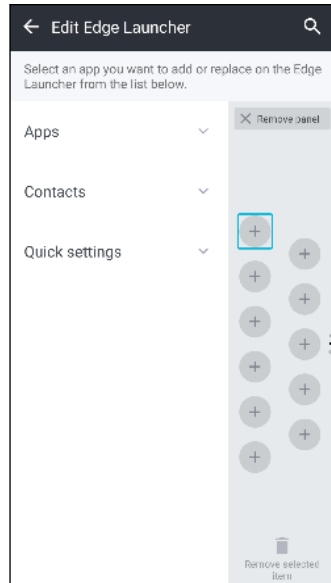 Edit Edge Launcher
Select an app you want to add or replace on the Edge
Launcher from the list below.
Apps
Remove panel
Contacts
Quick settings
Remove selected
item